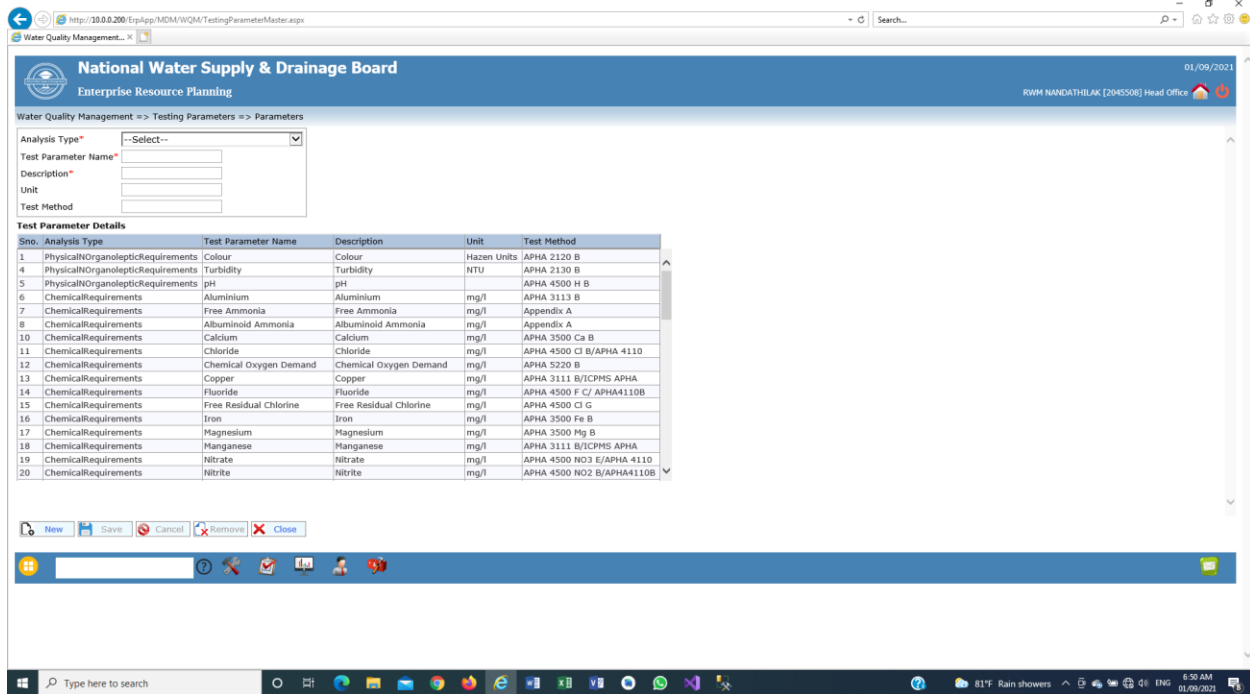 http://10.0.0.200/ErpApp/MDM/WQM/TestingParameterMaster.aspx Search...
Water Quality Management...
National Water Supply & Drainage Board 01/09/2021
Enterprise Resource Planning RWM NANDATHILAK [2045508] Head Office
Water Quality Management => Testing Parameters => Parameters
Analysis Type* --Select--
Test Parameter Name*
Description*
Unit
Test Method
Test Parameter Details
Sno. Analysis Type Test Parameter Name Description Unit Test Method
1 PhysicalNOrganolepticRequirements Colour Colour Hazen Units APHA 2120 B
4 PhysicalNOrganolepticRequirements Turbidity Turbidity NTU APHA 2130 B
5 PhysicalNOrganolepticRequirements pH pH APHA 4500 H B
6 ChemicalRequirements Aluminium Aluminium mg/l APHA 3113 B
7 ChemicalRequirements Free Ammonia Free Ammonia mg/l Appendix A
8 ChemicalRequirements Albuminoid Ammonia Albuminoid Ammonia mg/l Appendix A
10 ChemicalRequirements Calcium Calcium mg/l APHA 3500 Ca B
11 ChemicalRequirements Chloride Chloride mg/l APHA 4500 Cl B/APHA 4110
12 ChemicalRequirements Chemical Oxygen Demand Chemical Oxygen Demand mg/l APHA 5220 B
13 ChemicalRequirements Copper Copper mg/l APHA 3111 B/ICPMS APHA
14 ChemicalRequirements Fluoride Fluoride mg/l APHA 4500 F C/ APHA4110B
15 ChemicalRequirements Free Residual Chlorine Free Residual Chlorine mg/l APHA 4500 Cl G
16 ChemicalRequirements Iron Iron mg/l APHA 3500 Fe B
17 ChemicalRequirements Magnesium Magnesium mg/l APHA 3500 Mg B
18 ChemicalRequirements Manganese Manganese mg/l APHA 3111 B/ICPMS APHA
19 ChemicalRequirements Nitrate Nitrate mg/l APHA 4500 NO3 E/APHA 4110
20 ChemicalRequirements Nitrite Nitrite mg/l APHA 4500 NO2 B/APHA4110B
New Save Cancel Remove Close
Type here to search 81°F Rain showers ENG 6:50 AM
01/09/2021